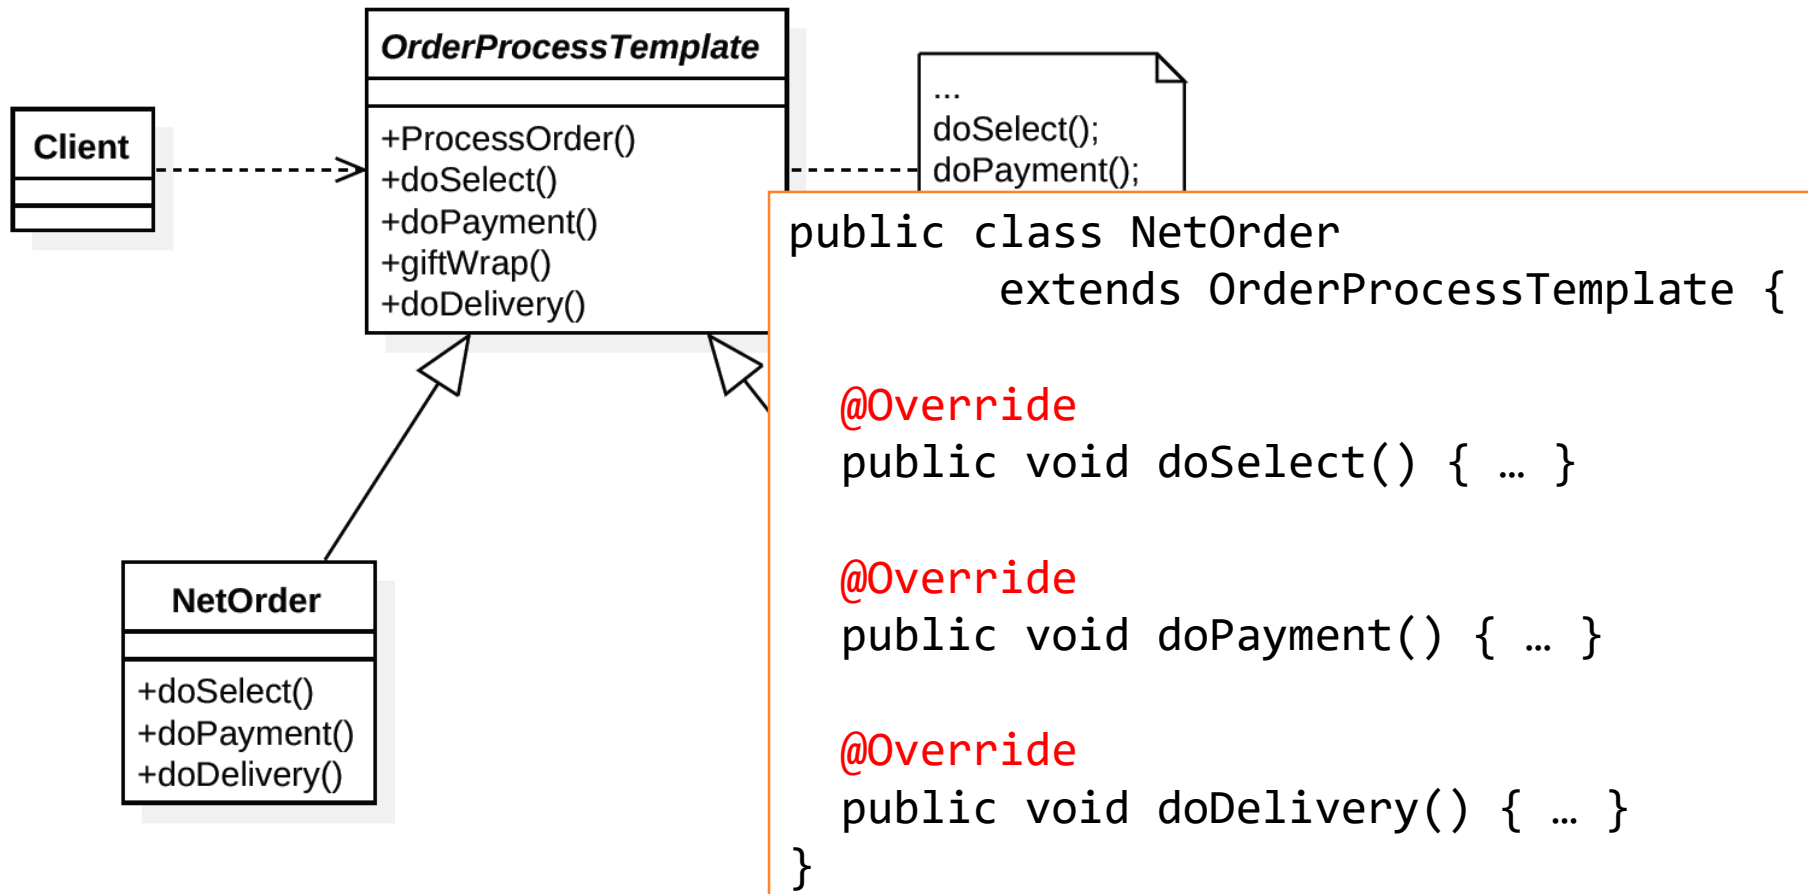 OrderProcessTemplate
+ProcessOrder()
+doSelect()
+doPayment()
+giftWrap()
+doDelivery()
Client
...
doSelect();
doPayment();
NetOrder
+doSelect()
+doPayment()
+doDelivery()
public class NetOrder
extends OrderProcessTemplate {
@Override
public void doSelect() { … }
@Override
public void doPayment() { … }
@Override
public void doDelivery() { … }
}